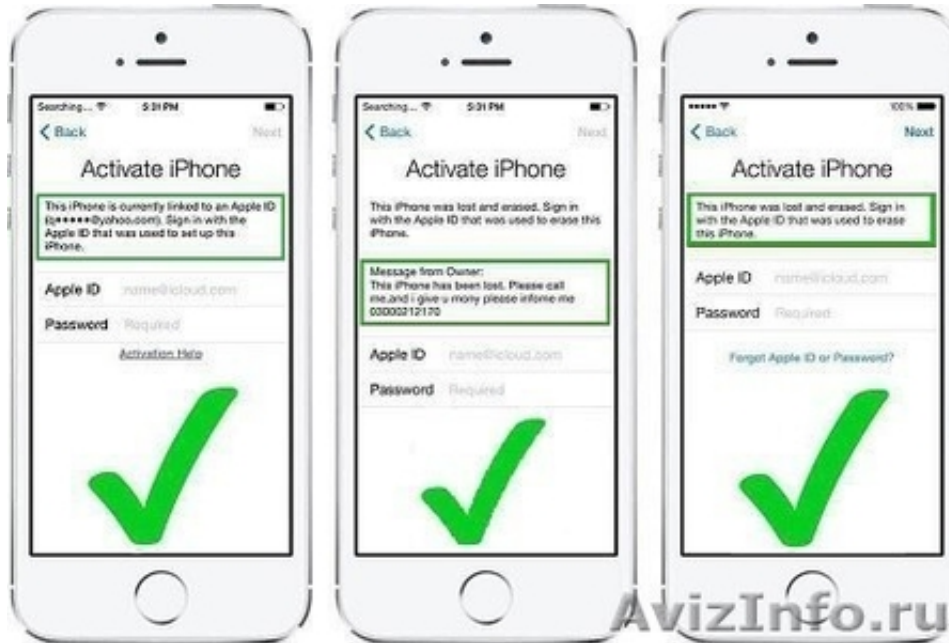 Searching... 5:31 PM
Back Next
Activate iPhone
This iPhone is currently linked to an Apple ID
(q•••••@yahoo.com). Sign in with the
Apple ID that was used to set up this
iPhone.
Apple ID name@icloud.com
Password Required
Activation Help
Searching... 5:31 PM
Back Next
Activate iPhone
This iPhone was lost and erased. Sign in
with the Apple ID that was used to erase this
iPhone.
Message from Owner:
This iPhone has been lost. Please call
me.and i give u mony please infome me
03000212170
Apple ID name@icloud.com
Password Required
100%
Back Next
Activate iPhone
This iPhone was lost and erased. Sign in
with the Apple ID that was used to erase
this iPhone.
Apple ID name@icloud.com
Password Required
Forgot Apple ID or Password?
AvizInfo.ru